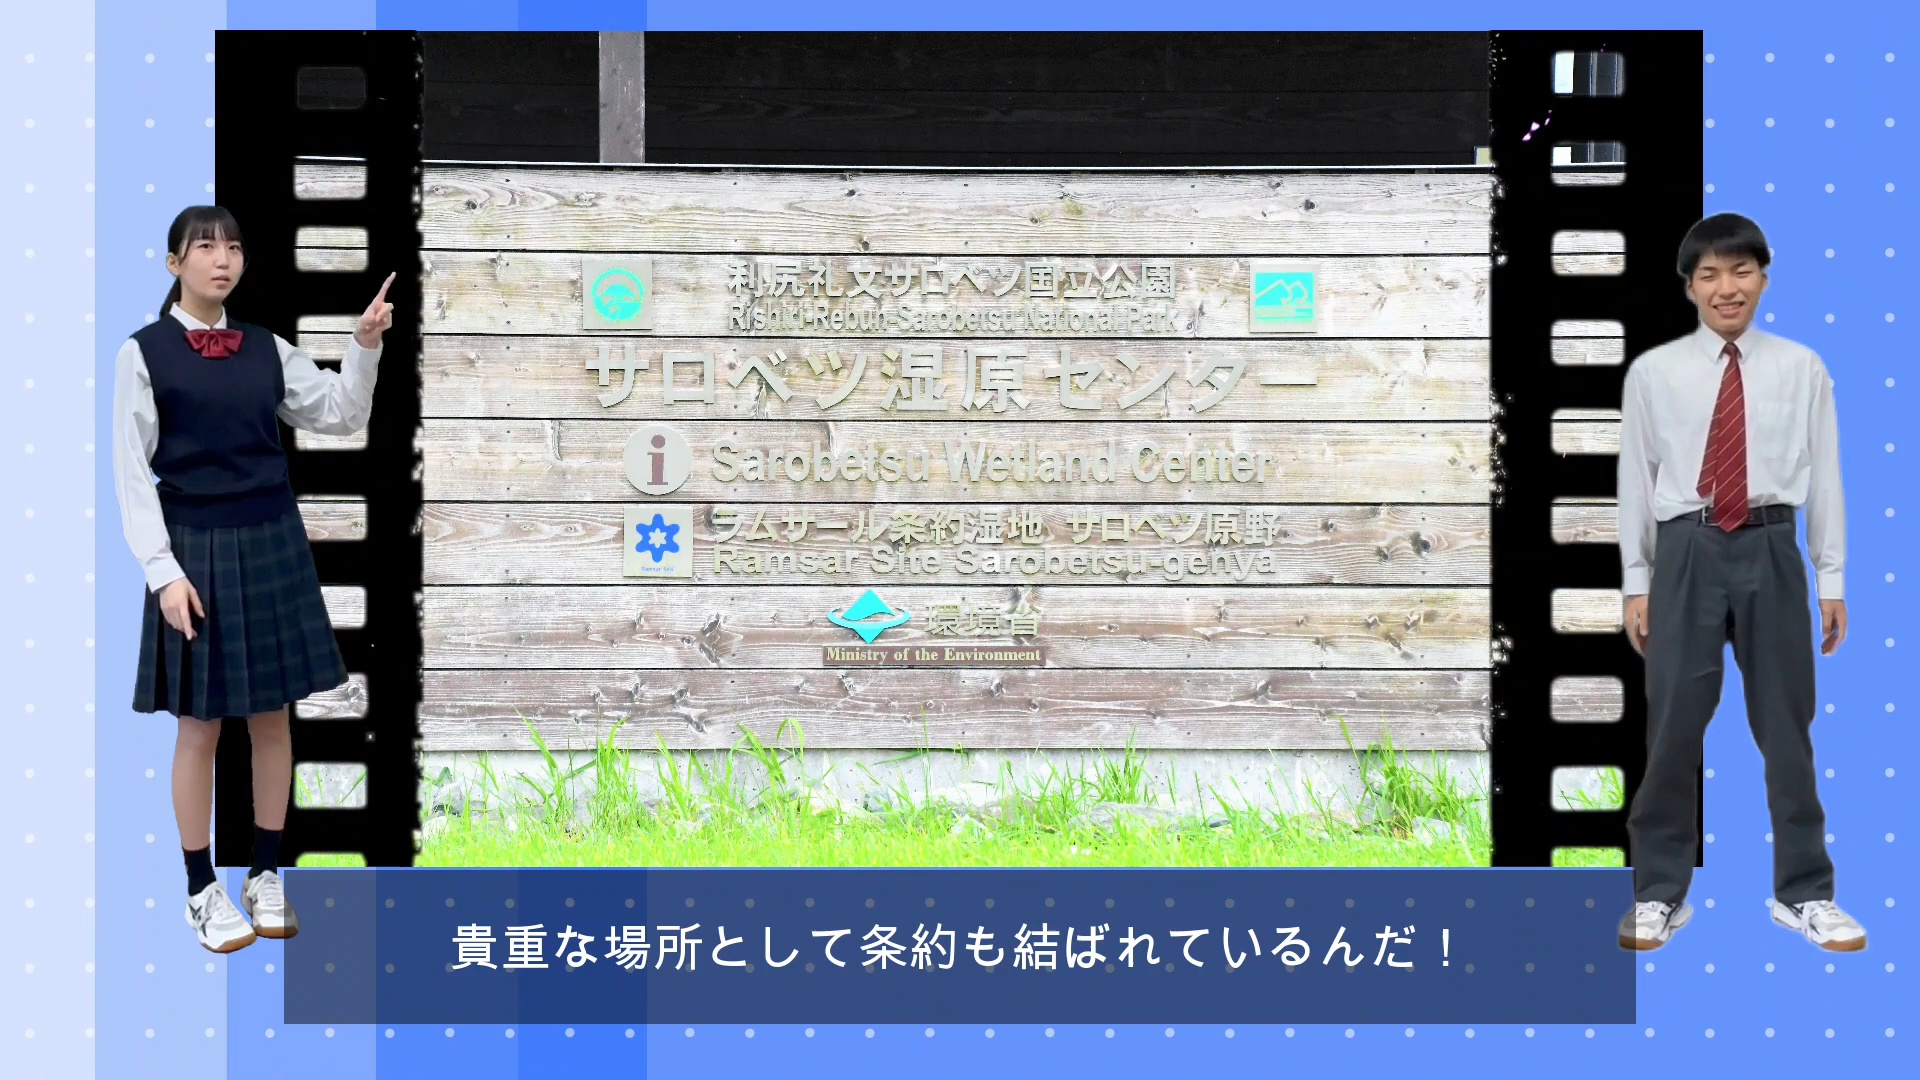 利尻礼文サロベツ国立公園
Rishiri-Rebun-Sarobetsu National Park
サロベツ湿原センター
i Sarobetsu Wetland Center
ラムサール条約湿地 サロベツ原野
Ramsar Site Sarobetsu-genya
Ramsar Site
環境省
Ministry of the Environment
貴重な場所として条約も結ばれているんだ！